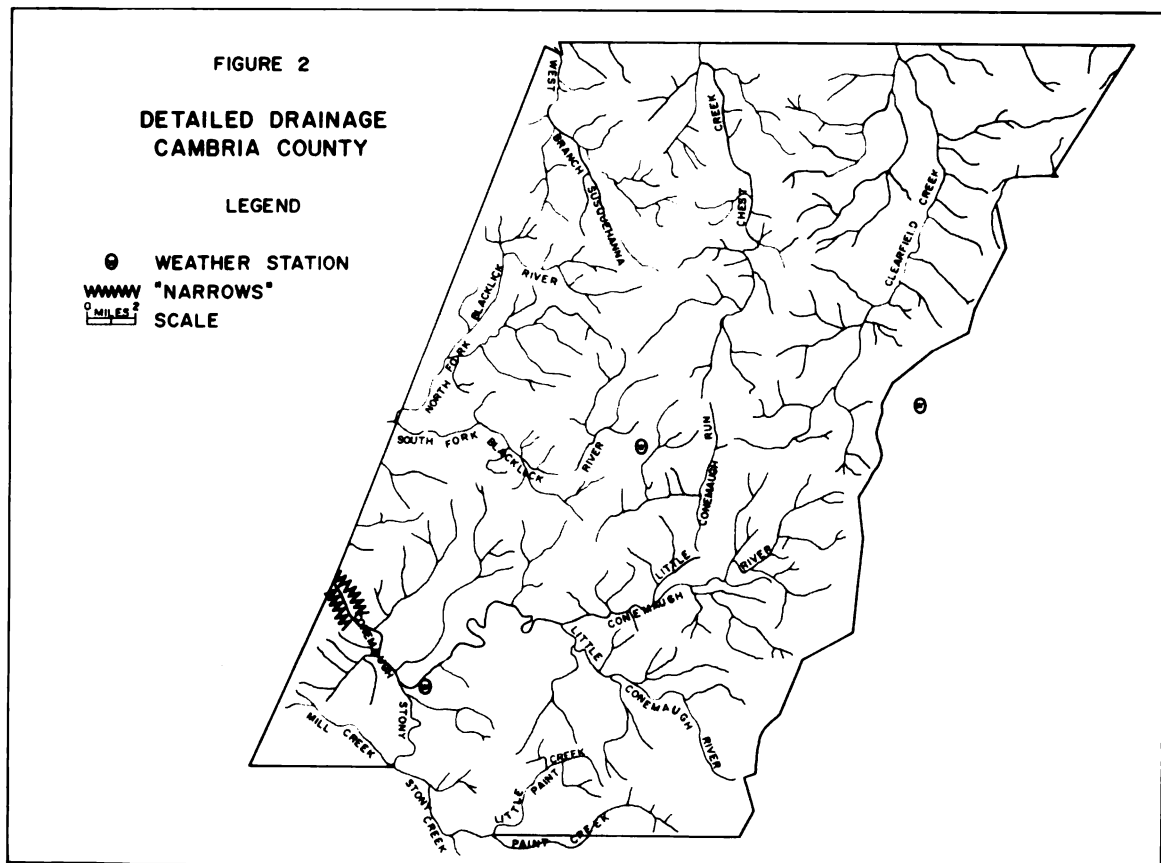 FIGURE 2
DETAILED DRAINAGE
CAMBRIA COUNTY
LEGEND
WEATHER STATION
"NARROWS"
0 MILES 2
SCALE
WEST
BRANCH SUSQUEHANNA
RIVER
CREEK
CHEST
CLEARFIELD CREEK
NORTH FORK BLACKLICK
SOUTH FORK
BLACKLICK
RIVER
CONEMAUGH RUN
LITTLE
CONEMAUGH
RIVER
LITTLE
CONEMAUGH
RIVER
CONEMAUGH
STONY
MILL CREEK
STONY CREEK
LITTLE PAINT CREEK
PAINT CREEK